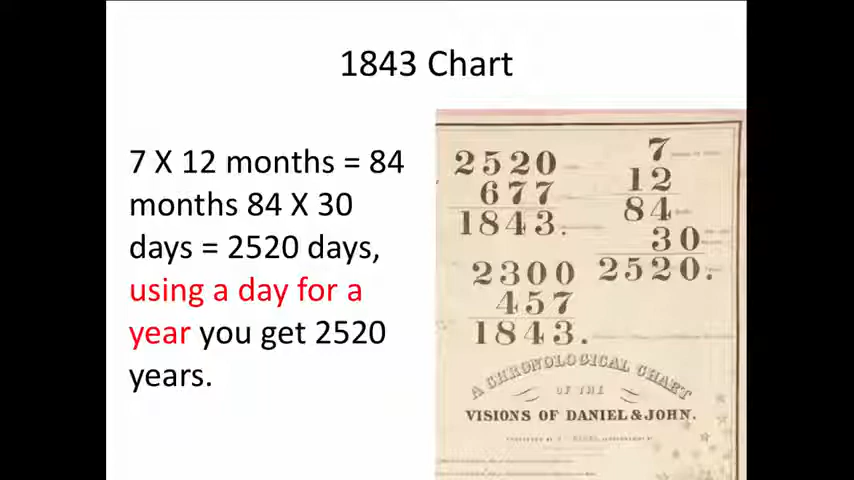 1843 Chart
7 X 12 months = 84
months 84 X 30
days = 2520 days,
using a day for a
year you get 2520
years.
2520
677
1843.
7
12
84
30
2520.
2300
457
1843.
A CHRONOLOGICAL CHART
OF THE
VISIONS OF DANIEL & JOHN.